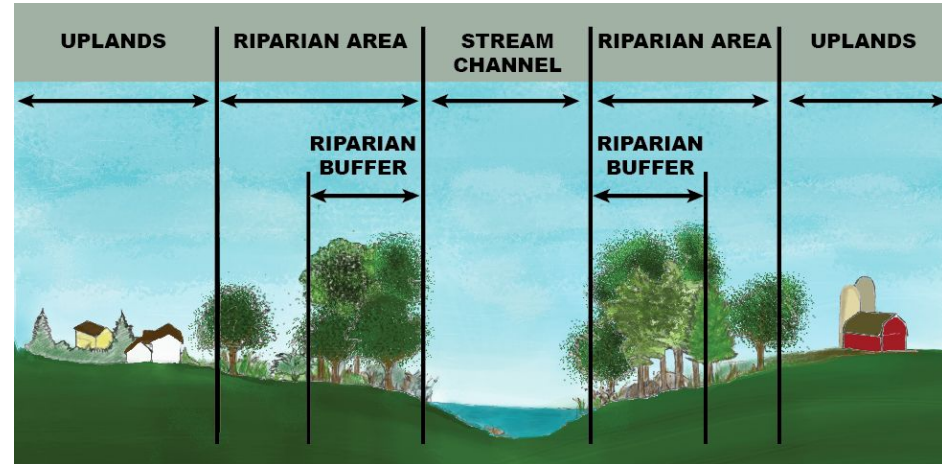 UPLANDS
RIPARIAN AREA
STREAM
CHANNEL
RIPARIAN AREA
UPLANDS
RIPARIAN
BUFFER
RIPARIAN
BUFFER